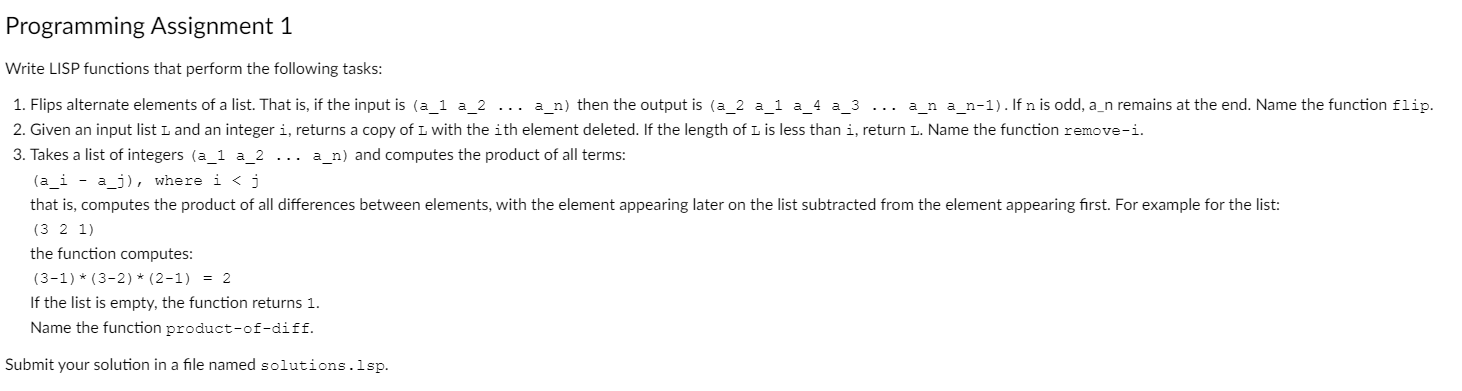 Programming Assignment 1
Write LISP functions that perform the following tasks:
1. Flips alternate elements of a list. That is, if the input is (a_1 a_2 ... a_n) then the output is (a_2 a_1 a_4 a_3 ... a_n a_n-1). If n is odd, a_n remains at the end. Name the function flip.
2. Given an input list L and an integer i, returns a copy of L with the ith element deleted. If the length of L is less than i, return L. Name the function remove-i.
3. Takes a list of integers (a_1 a_2 ... a_n) and computes the product of all terms:
(a_i - a_j), where i < j
that is, computes the product of all differences between elements, with the element appearing later on the list subtracted from the element appearing first. For example for the list:
(3 2 1)
the function computes:
(3-1)*(3-2)*(2-1) = 2
If the list is empty, the function returns 1.
Name the function product-of-diff.
Submit your solution in a file named solutions.lsp.